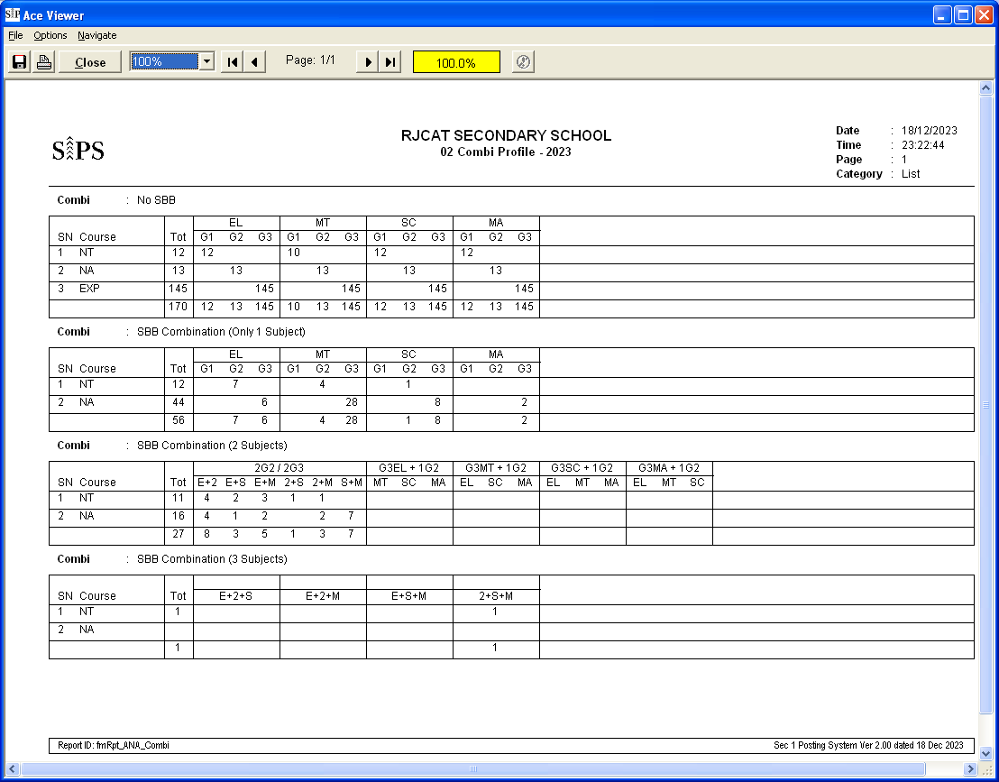 SIPS Ace Viewer
File Options Navigate
Close 100% Page: 1/1 100.0%
SPS
RJCAT SECONDARY SCHOOL
02 Combi Profile - 2023
Date : 18/12/2023
Time : 23:22:44
Page : 1
Category : List
Combi : No SBB
EL MT SC MA
SN Course Tot G1 G2 G3 G1 G2 G3 G1 G2 G3 G1 G2 G3
1 NT 12 12 10 12 12
2 NA 13 13 13 13 13
3 EXP 145 145 145 145 145
170 12 13 145 10 13 145 12 13 145 12 13 145
Combi : SBB Combination (Only 1 Subject)
EL MT SC MA
SN Course Tot G1 G2 G3 G1 G2 G3 G1 G2 G3 G1 G2 G3
1 NT 12 7 4 1
2 NA 44 6 28 8 2
56 7 6 4 28 1 8 2
Combi : SBB Combination (2 Subjects)
2G2 / 2G3 G3EL + 1G2 G3MT + 1G2 G3SC + 1G2 G3MA + 1G2
SN Course Tot E+2 E+S E+M 2+S 2+M S+M MT SC MA EL SC MA EL MT MA EL MT SC
1 NT 11 4 2 3 1 1
2 NA 16 4 1 2 2 7
27 8 3 5 1 3 7
Combi : SBB Combination (3 Subjects)
SN Course Tot E+2+S E+2+M E+S+M 2+S+M
1 NT 1 1
2 NA
1 1
Report ID: fmRpt_ANA_Combi Sec 1 Posting System Ver 2.00 dated 18 Dec 2023